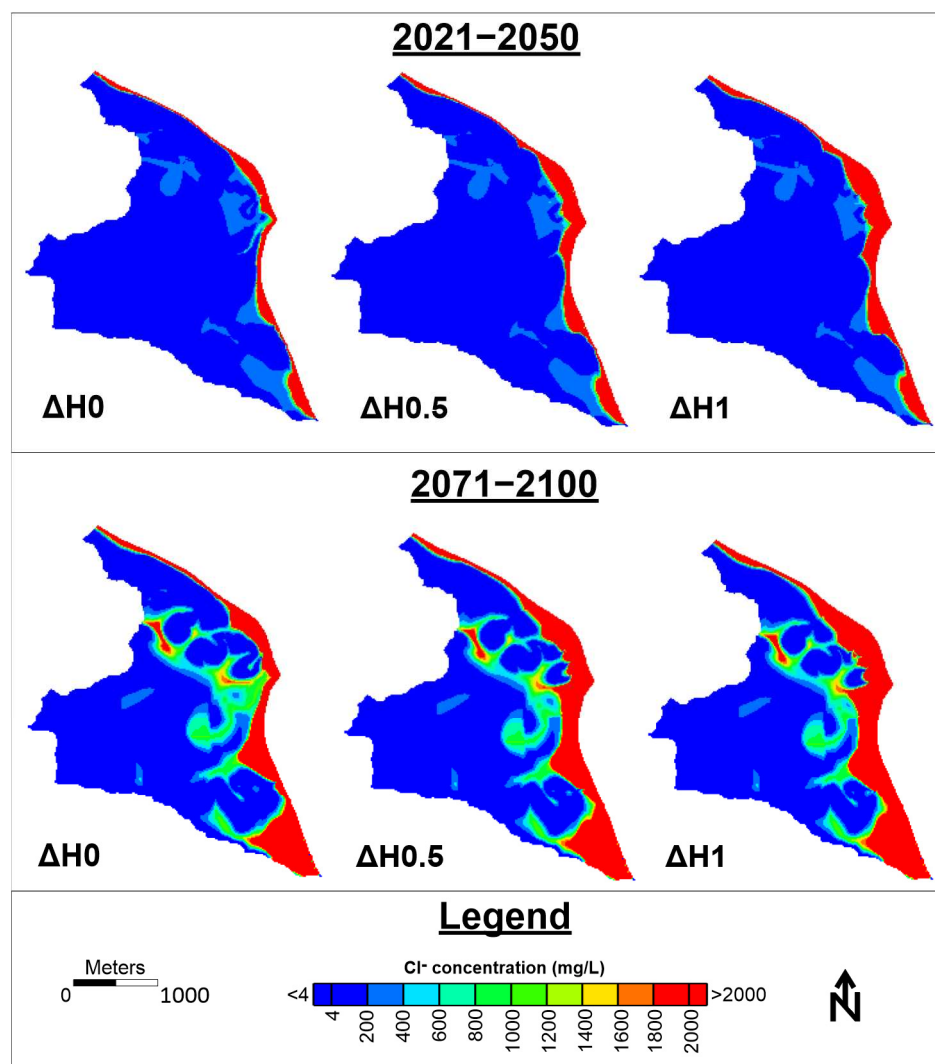 2021–2050
ΔH0 ΔH0.5 ΔH1
2071–2100
ΔH0 ΔH0.5 ΔH1
Legend
Meters
0 1000
Cl- concentration (mg/L)
<4 >2000
4 200 400 600 800 1000 1200 1400 1600 1800 2000
N